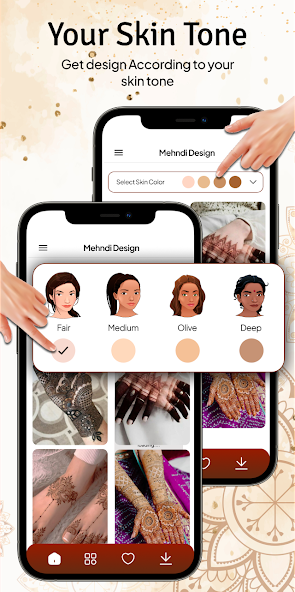 Your Skin Tone
Get design According to your
skin tone
Mehndi Design
Select Skin Color
Mehndi Design
Fair Medium Olive Deep